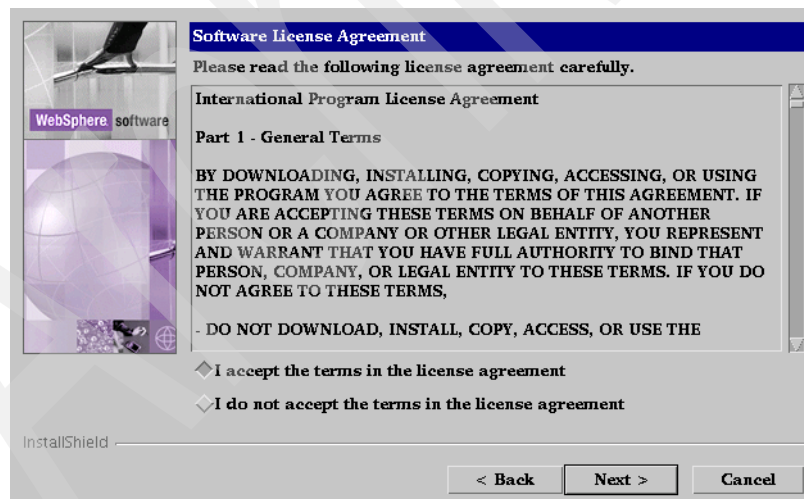 Software License Agreement
Please read the following license agreement carefully.
International Program License Agreement
Part 1 - General Terms
BY DOWNLOADING, INSTALLING, COPYING, ACCESSING, OR USING
THE PROGRAM YOU AGREE TO THE TERMS OF THIS AGREEMENT. IF
YOU ARE ACCEPTING THESE TERMS ON BEHALF OF ANOTHER
PERSON OR A COMPANY OR OTHER LEGAL ENTITY, YOU REPRESENT
AND WARRANT THAT YOU HAVE FULL AUTHORITY TO BIND THAT
PERSON, COMPANY, OR LEGAL ENTITY TO THESE TERMS. IF YOU DO
NOT AGREE TO THESE TERMS,
- DO NOT DOWNLOAD, INSTALL, COPY, ACCESS, OR USE THE
WebSphere software
I accept the terms in the license agreement
I do not accept the terms in the license agreement
InstallShield
< Back Next > Cancel